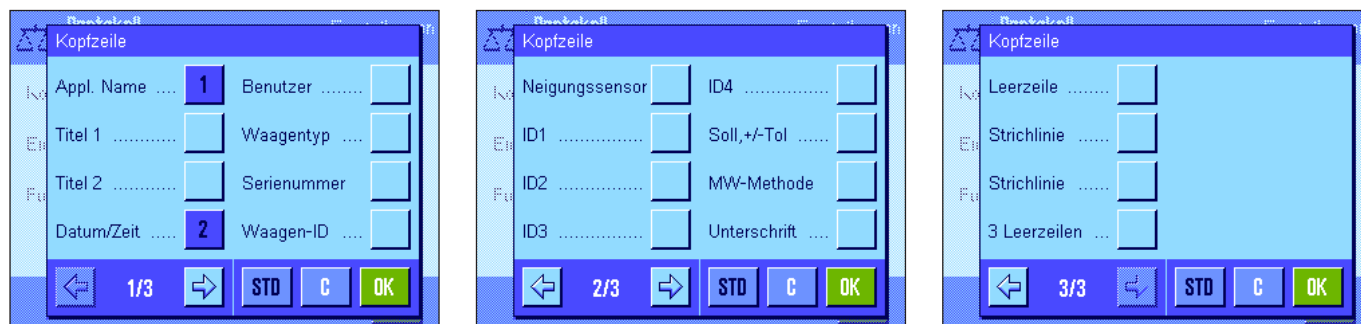 Kopfzeile
Appl. Name .... 1 Benutzer ........
Titel 1 ............ Waagentyp ....
Titel 2 ............ Serienummer
Datum/Zeit ..... 2 Waagen-ID ....
1/3 STD C OK
Kopfzeile
Neigungssensor ID4 ...............
ID1 ............... Soll,+/-Tol ......
ID2 ............... MW-Methode
ID3 ............... Unterschrift ....
2/3 STD C OK
Kopfzeile
Leerzeile ........
Strichlinie ......
Strichlinie ......
3 Leerzeilen ...
3/3 STD C OK